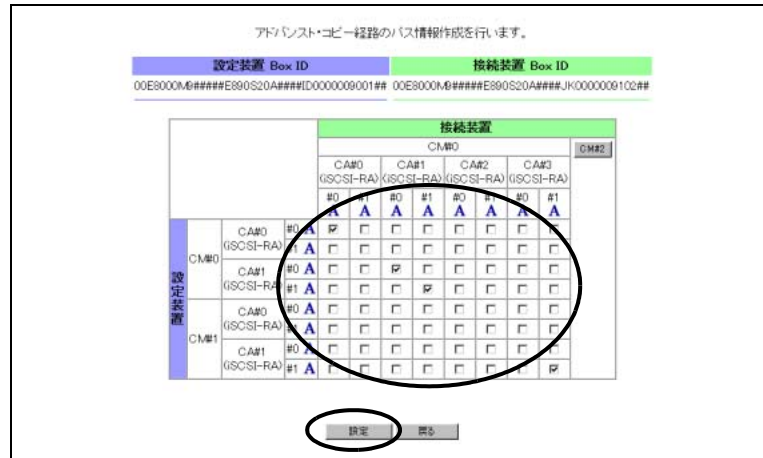 アドバンスト・コピー経路のパス情報作成を行います。
設定装置 Box ID 接続装置 Box ID
00E8000M9#####E890S20A####ID0000009001## 00E8000M9#####E890S20A####JK0000009102##
接続装置
CM#0 CM#2
CA#0 CA#1 CA#2 CA#3
(iSCSI-RA) (iSCSI-RA) (iSCSI-RA) (iSCSI-RA)
#0 #1 #0 #1 #0 #1 #0 #1
A A A A A A A A
設定装置
CM#0
CA#0 (iSCSI-RA)
#0 A
#1 A
CA#1 (iSCSI-RA)
#0 A
#1 A
CM#1
CA#0 (iSCSI-RA)
#0 A
#1 A
CA#1 (iSCSI-RA)
#0 A
#1 A
設定 戻る